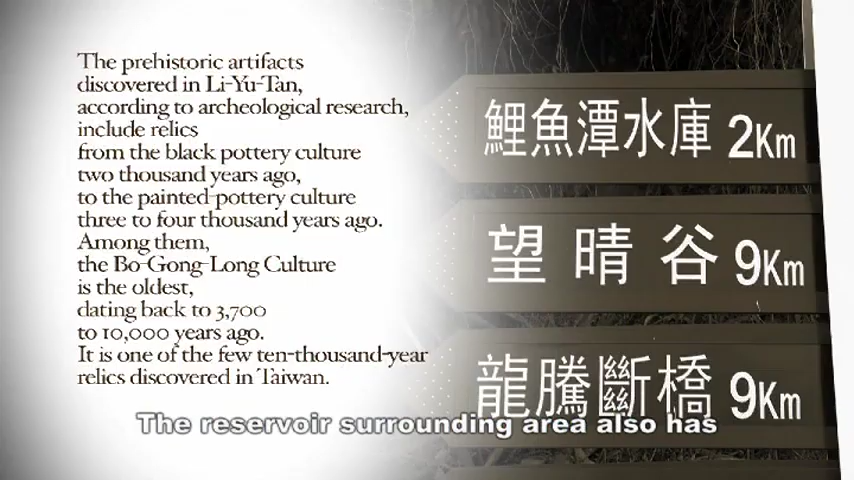 The prehistoric artifacts
discovered in Li-Yu-Tan,
according to archeological research,
include relics
from the black pottery culture
two thousand years ago,
to the painted-pottery culture
three to four thousand years ago.
Among them,
the Bo-Gong-Long Culture
is the oldest,
dating back to 3,700
to 10,000 years ago.
It is one of the few ten-thousand-year
relics discovered in Taiwan.
鯉魚潭水庫 2Km
望晴谷 9Km
龍騰斷橋 9Km
The reservoir surrounding area also has